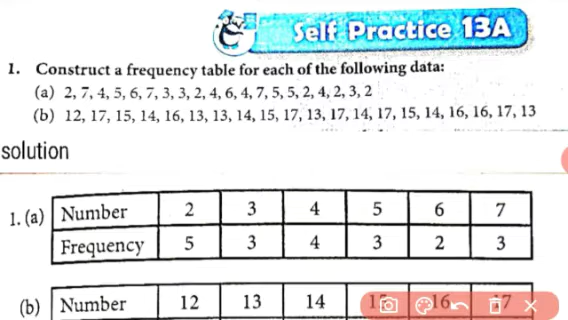 Self Practice 13A
1. Construct a frequency table for each of the following data:
(a) 2, 7, 4, 5, 6, 7, 3, 3, 2, 4, 6, 4, 7, 5, 5, 2, 4, 2, 3, 2
(b) 12, 17, 15, 14, 16, 13, 13, 14, 15, 17, 13, 17, 14, 17, 15, 14, 16, 16, 17, 13
solution
1. (a) Number 2 3 4 5 6 7
Frequency 5 3 4 3 2 3
(b) Number 12 13 14 15 16 17